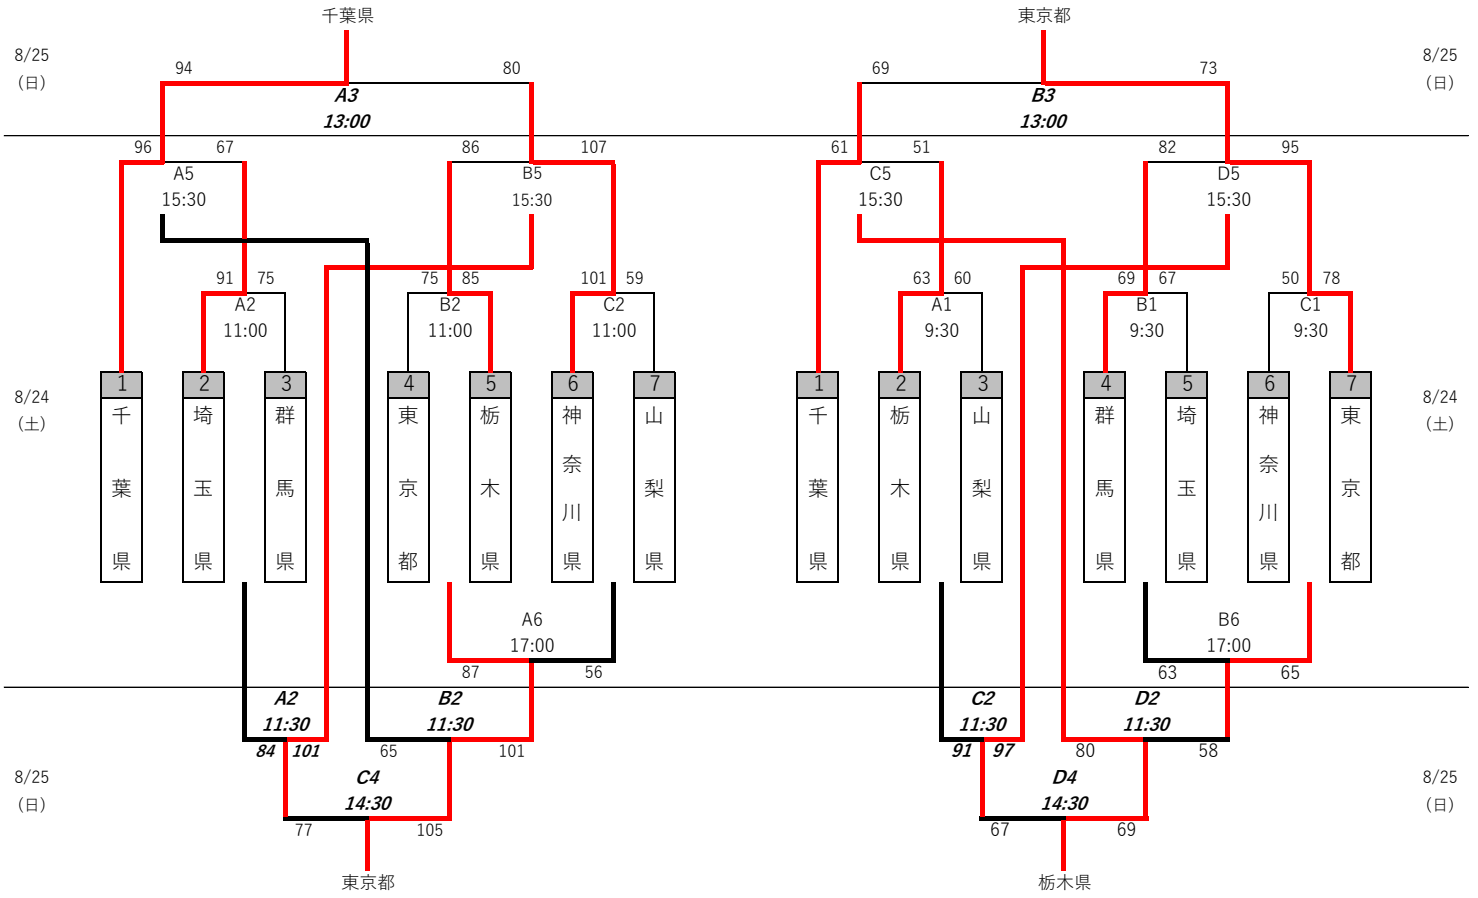 千葉県 東京都
8/25 8/25
(日) (日)
94 80 69 73
A3 B3
13:00 13:00
96 67 86 107 61 51 82 95
A5 B5 C5 D5
15:30 15:30 15:30 15:30
91 75 75 85 101 59 63 60 69 67 50 78
A2 B2 C2 A1 B1 C1
11:00 11:00 11:00 9:30 9:30 9:30
1 2 3 4 5 6 7 1 2 3 4 5 6 7
8/24 8/24
(土) (土)
千葉県
埼玉県
群馬県
東京都
栃木県
神奈川県
山梨県
千葉県
栃木県
山梨県
群馬県
埼玉県
神奈川県
東京都
A6 B6
17:00 17:00
87 56 63 65
A2 B2 C2 D2
11:30 11:30 11:30 11:30
84 101 65 101 91 97 80 58
8/25 C4 D4 8/25
(日) 14:30 14:30 (日)
77 105 67 69
東京都 栃木県